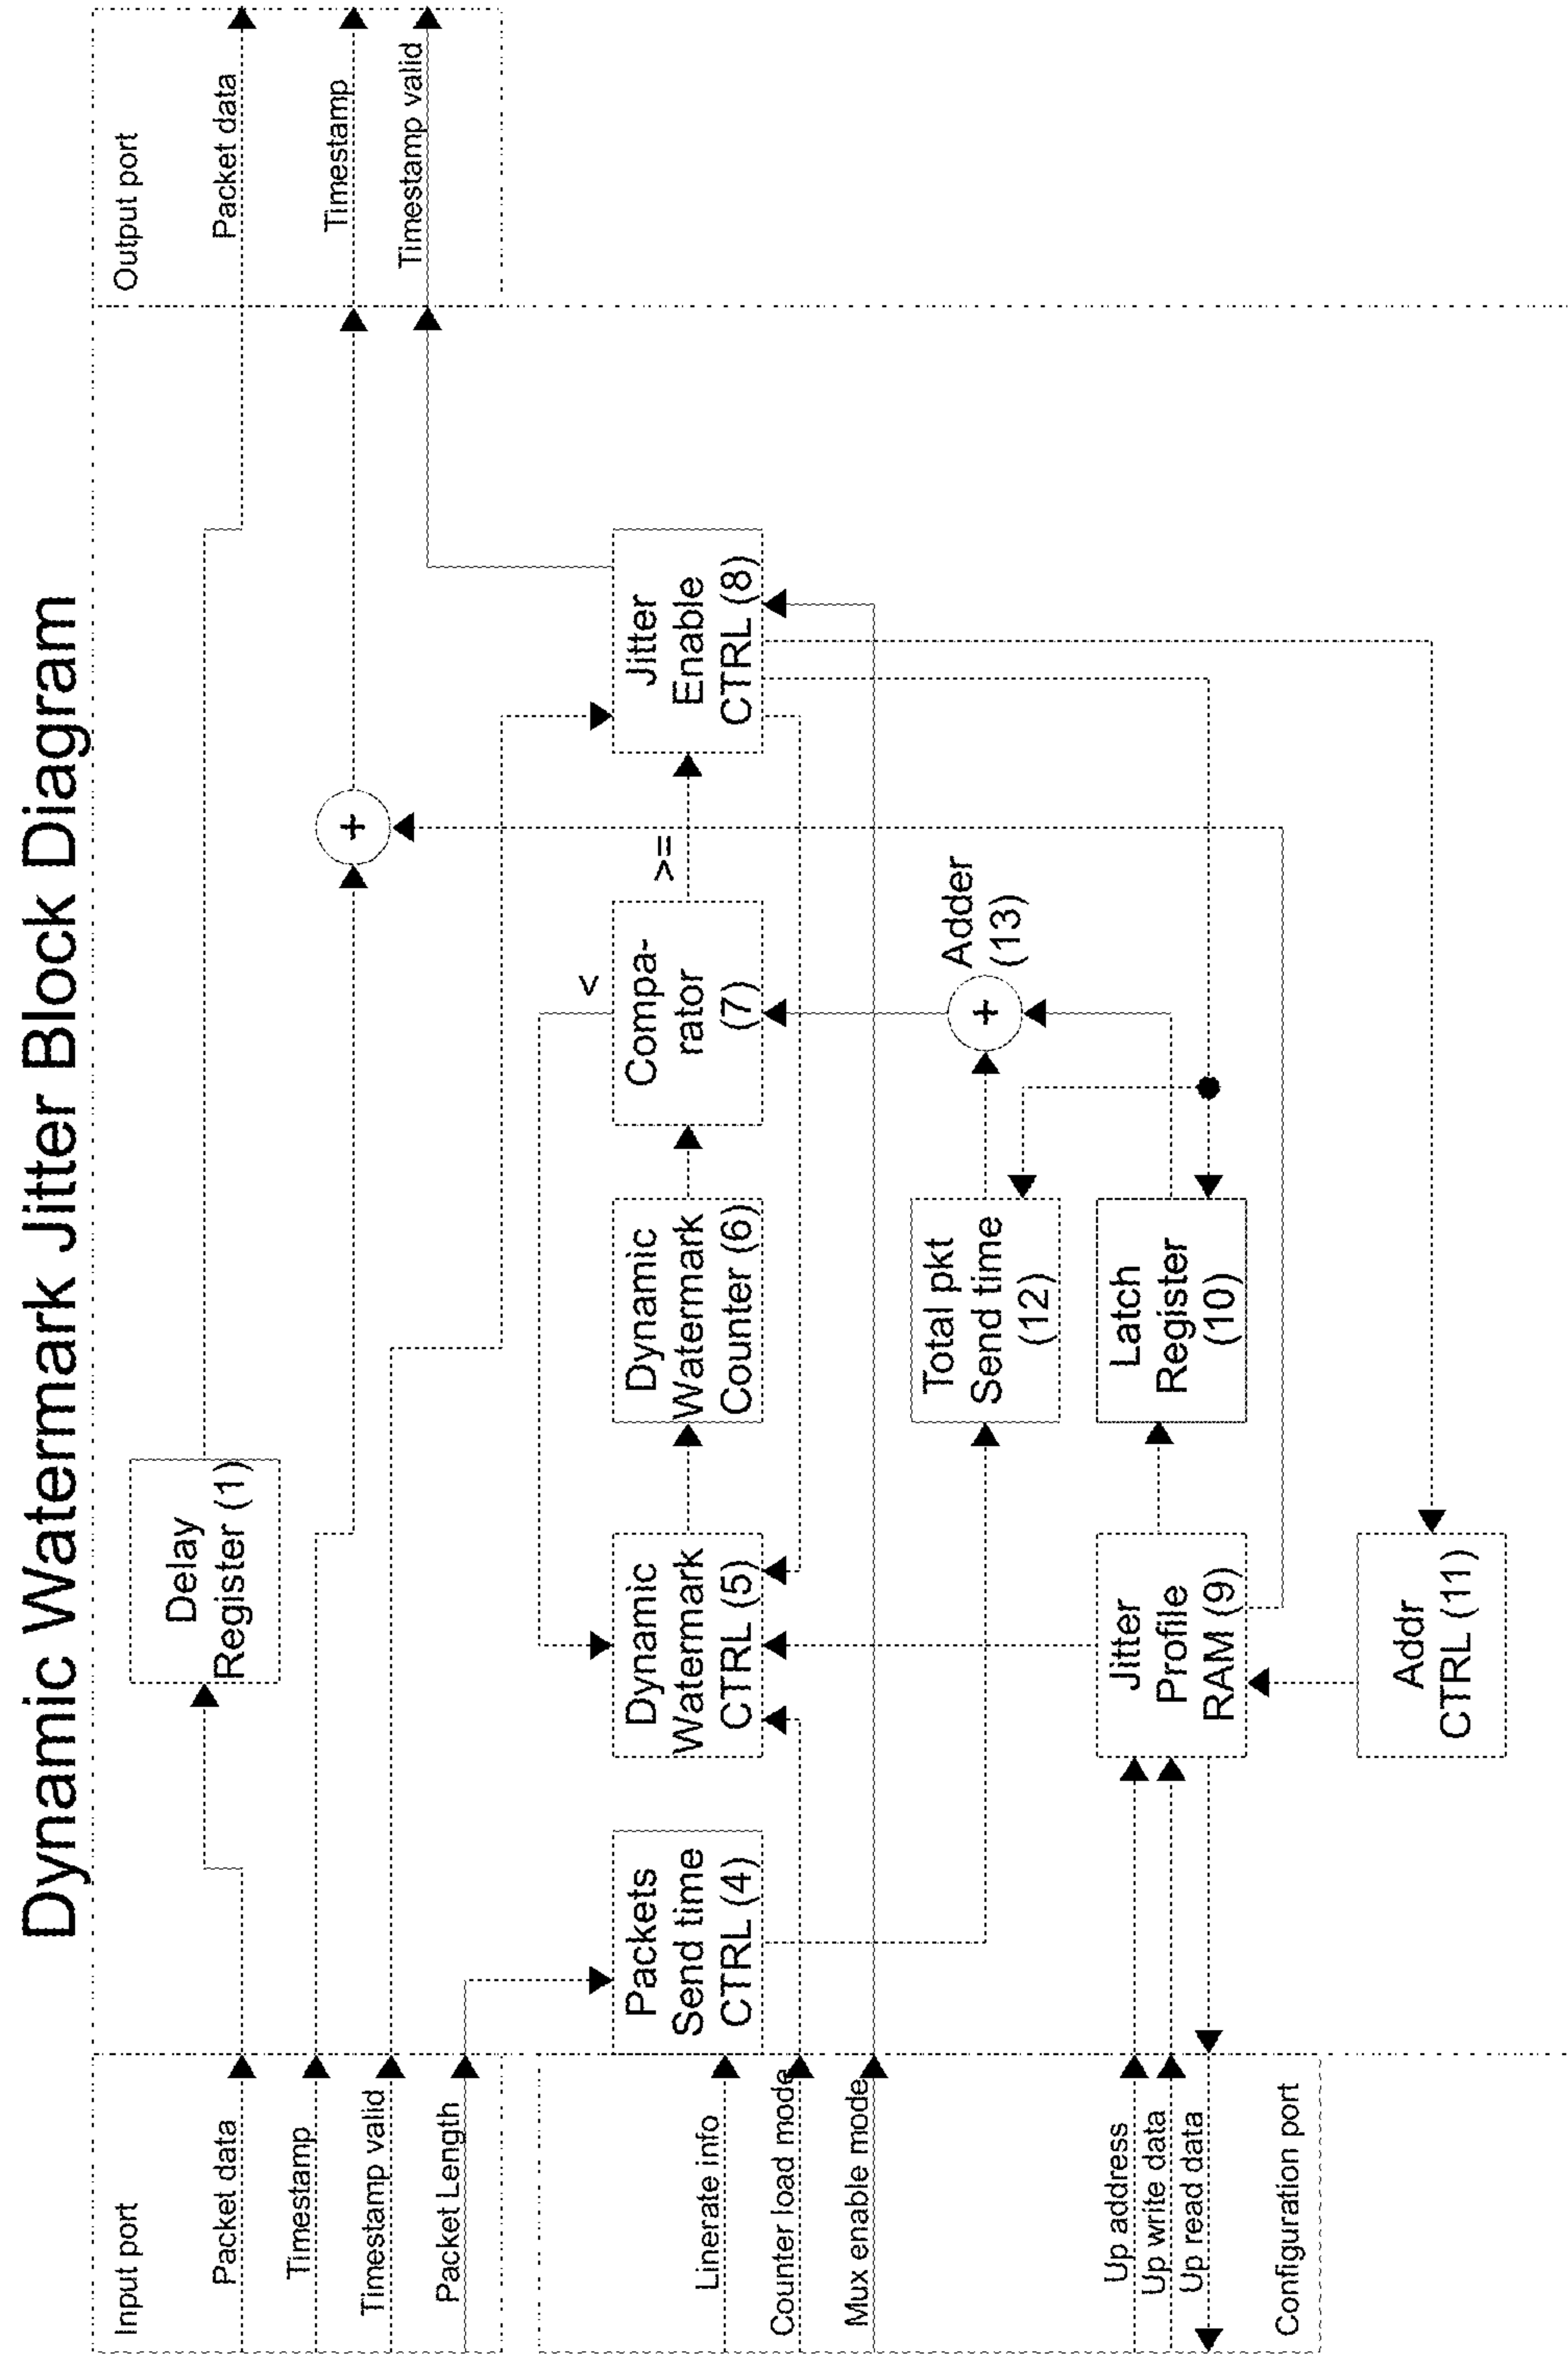 Dynamic Watermark Jitter Block Diagram
Input port
Packet data
Timestamp
Timestamp valid
Packet Length
Linerate info
Counter load mode
Mux enable mode
Up address
Up write data
Up read data
Configuration port
Delay
Register (1)
Packets
Send time
CTRL (4)
Dynamic
Watermark
CTRL (5)
Dynamic
Watermark
Counter (6)
Compa-
rator
(7)
<
>=
Jitter
Enable
CTRL (8)
+
Total pkt
Send time
(12)
+
Adder
(13)
Jitter
Profile
RAM (9)
Latch
Register
(10)
Addr
CTRL (11)
Output port
Packet data
Timestamp
Timestamp valid